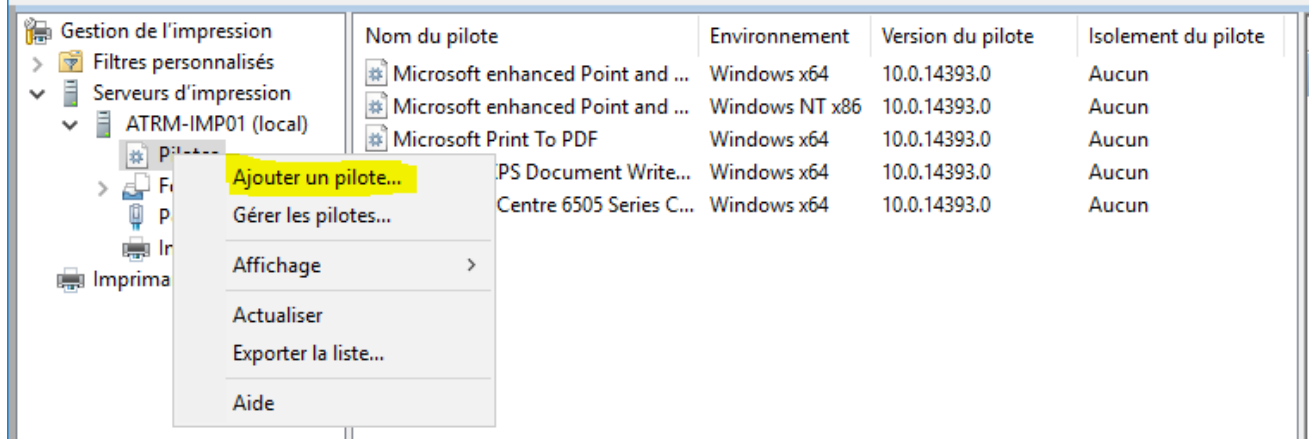 Gestion de l'impression
Filtres personnalisés
Serveurs d'impression
ATRM-IMP01 (local)
Imprima
Ajouter un pilote...
Gérer les pilotes...
Affichage
Actualiser
Exporter la liste...
Aide
Nom du pilote Environnement Version du pilote Isolement du pilote
Microsoft enhanced Point and ... Windows x64 10.0.14393.0 Aucun
Microsoft enhanced Point and ... Windows NT x86 10.0.14393.0 Aucun
Microsoft Print To PDF Windows x64 10.0.14393.0 Aucun
PS Document Write... Windows x64 10.0.14393.0 Aucun
Centre 6505 Series C... Windows x64 10.0.14393.0 Aucun